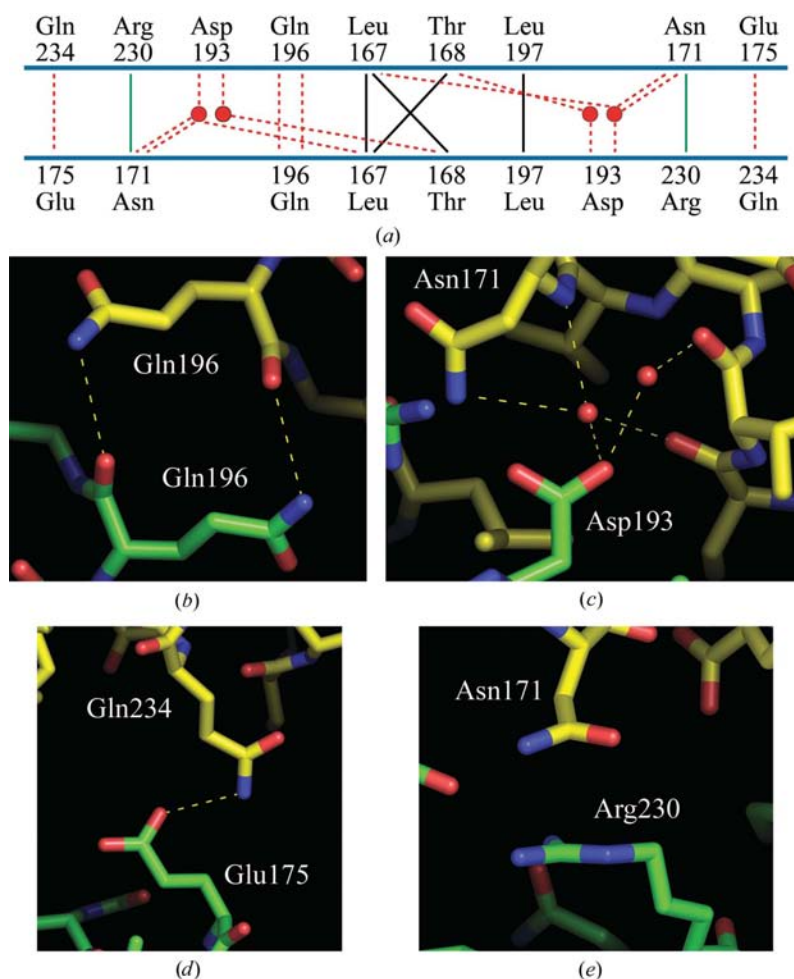 Gln Arg Asp Gln Leu Thr Leu Asn Glu
234 230 193 196 167 168 197 171 175
175 171 196 167 168 197 193 230 234
Glu Asn Gln Leu Thr Leu Asp Arg Gln
(a)
Gln196
Gln196
(b)
Asn171
Asp193
(c)
Gln234
Glu175
(d)
Asn171
Arg230
(e)